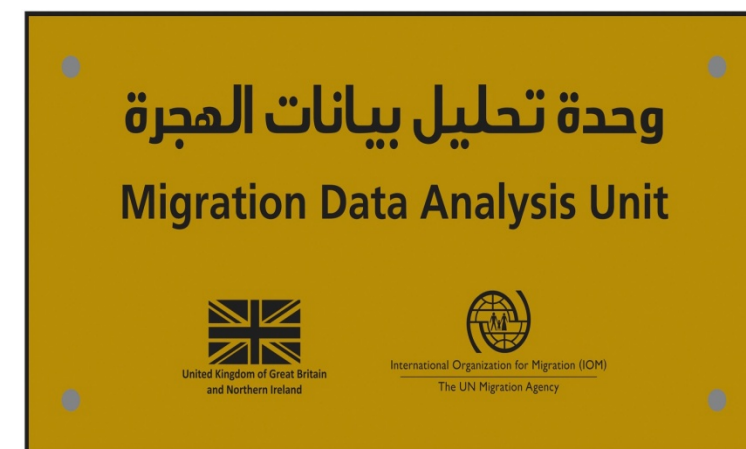 وحدة تحليل بيانات الهجرة
Migration Data Analysis Unit
United Kingdom of Great Britain
and Northern Ireland
International Organization for Migration (IOM)
The UN Migration Agency